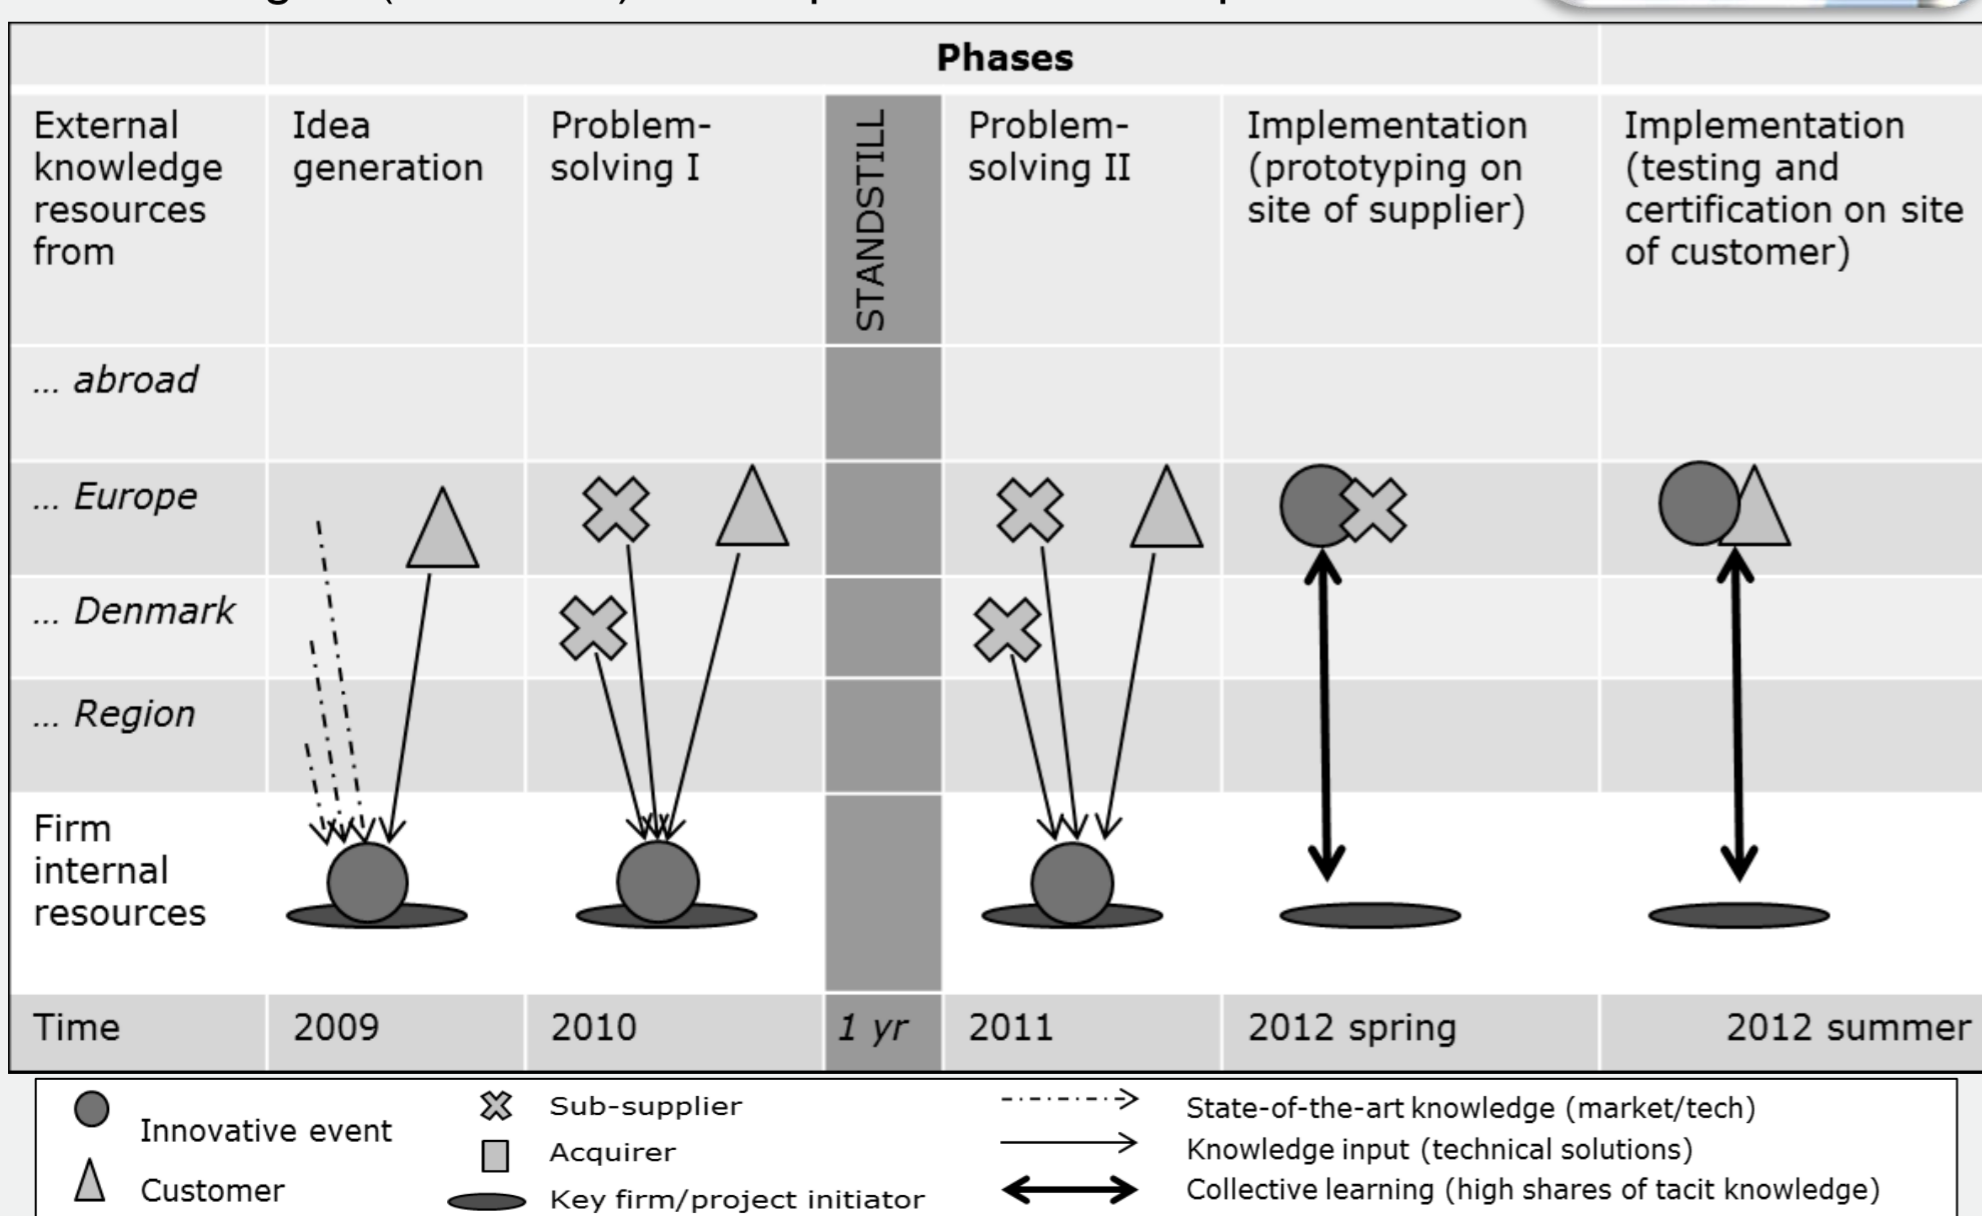 Phases
External
knowledge
resources
from
Idea
generation
Problem-
solving I
STANDSTILL
Problem-
solving II
Implementation
(prototyping on
site of supplier)
Implementation
(testing and
certification on site
of customer)
... abroad
... Europe
... Denmark
... Region
Firm
internal
resources
Time
2009
2010
1 yr
2011
2012 spring
2012 summer
Innovative event
Customer
Sub-supplier
Acquirer
Key firm/project initiator
State-of-the-art knowledge (market/tech)
Knowledge input (technical solutions)
Collective learning (high shares of tacit knowledge)